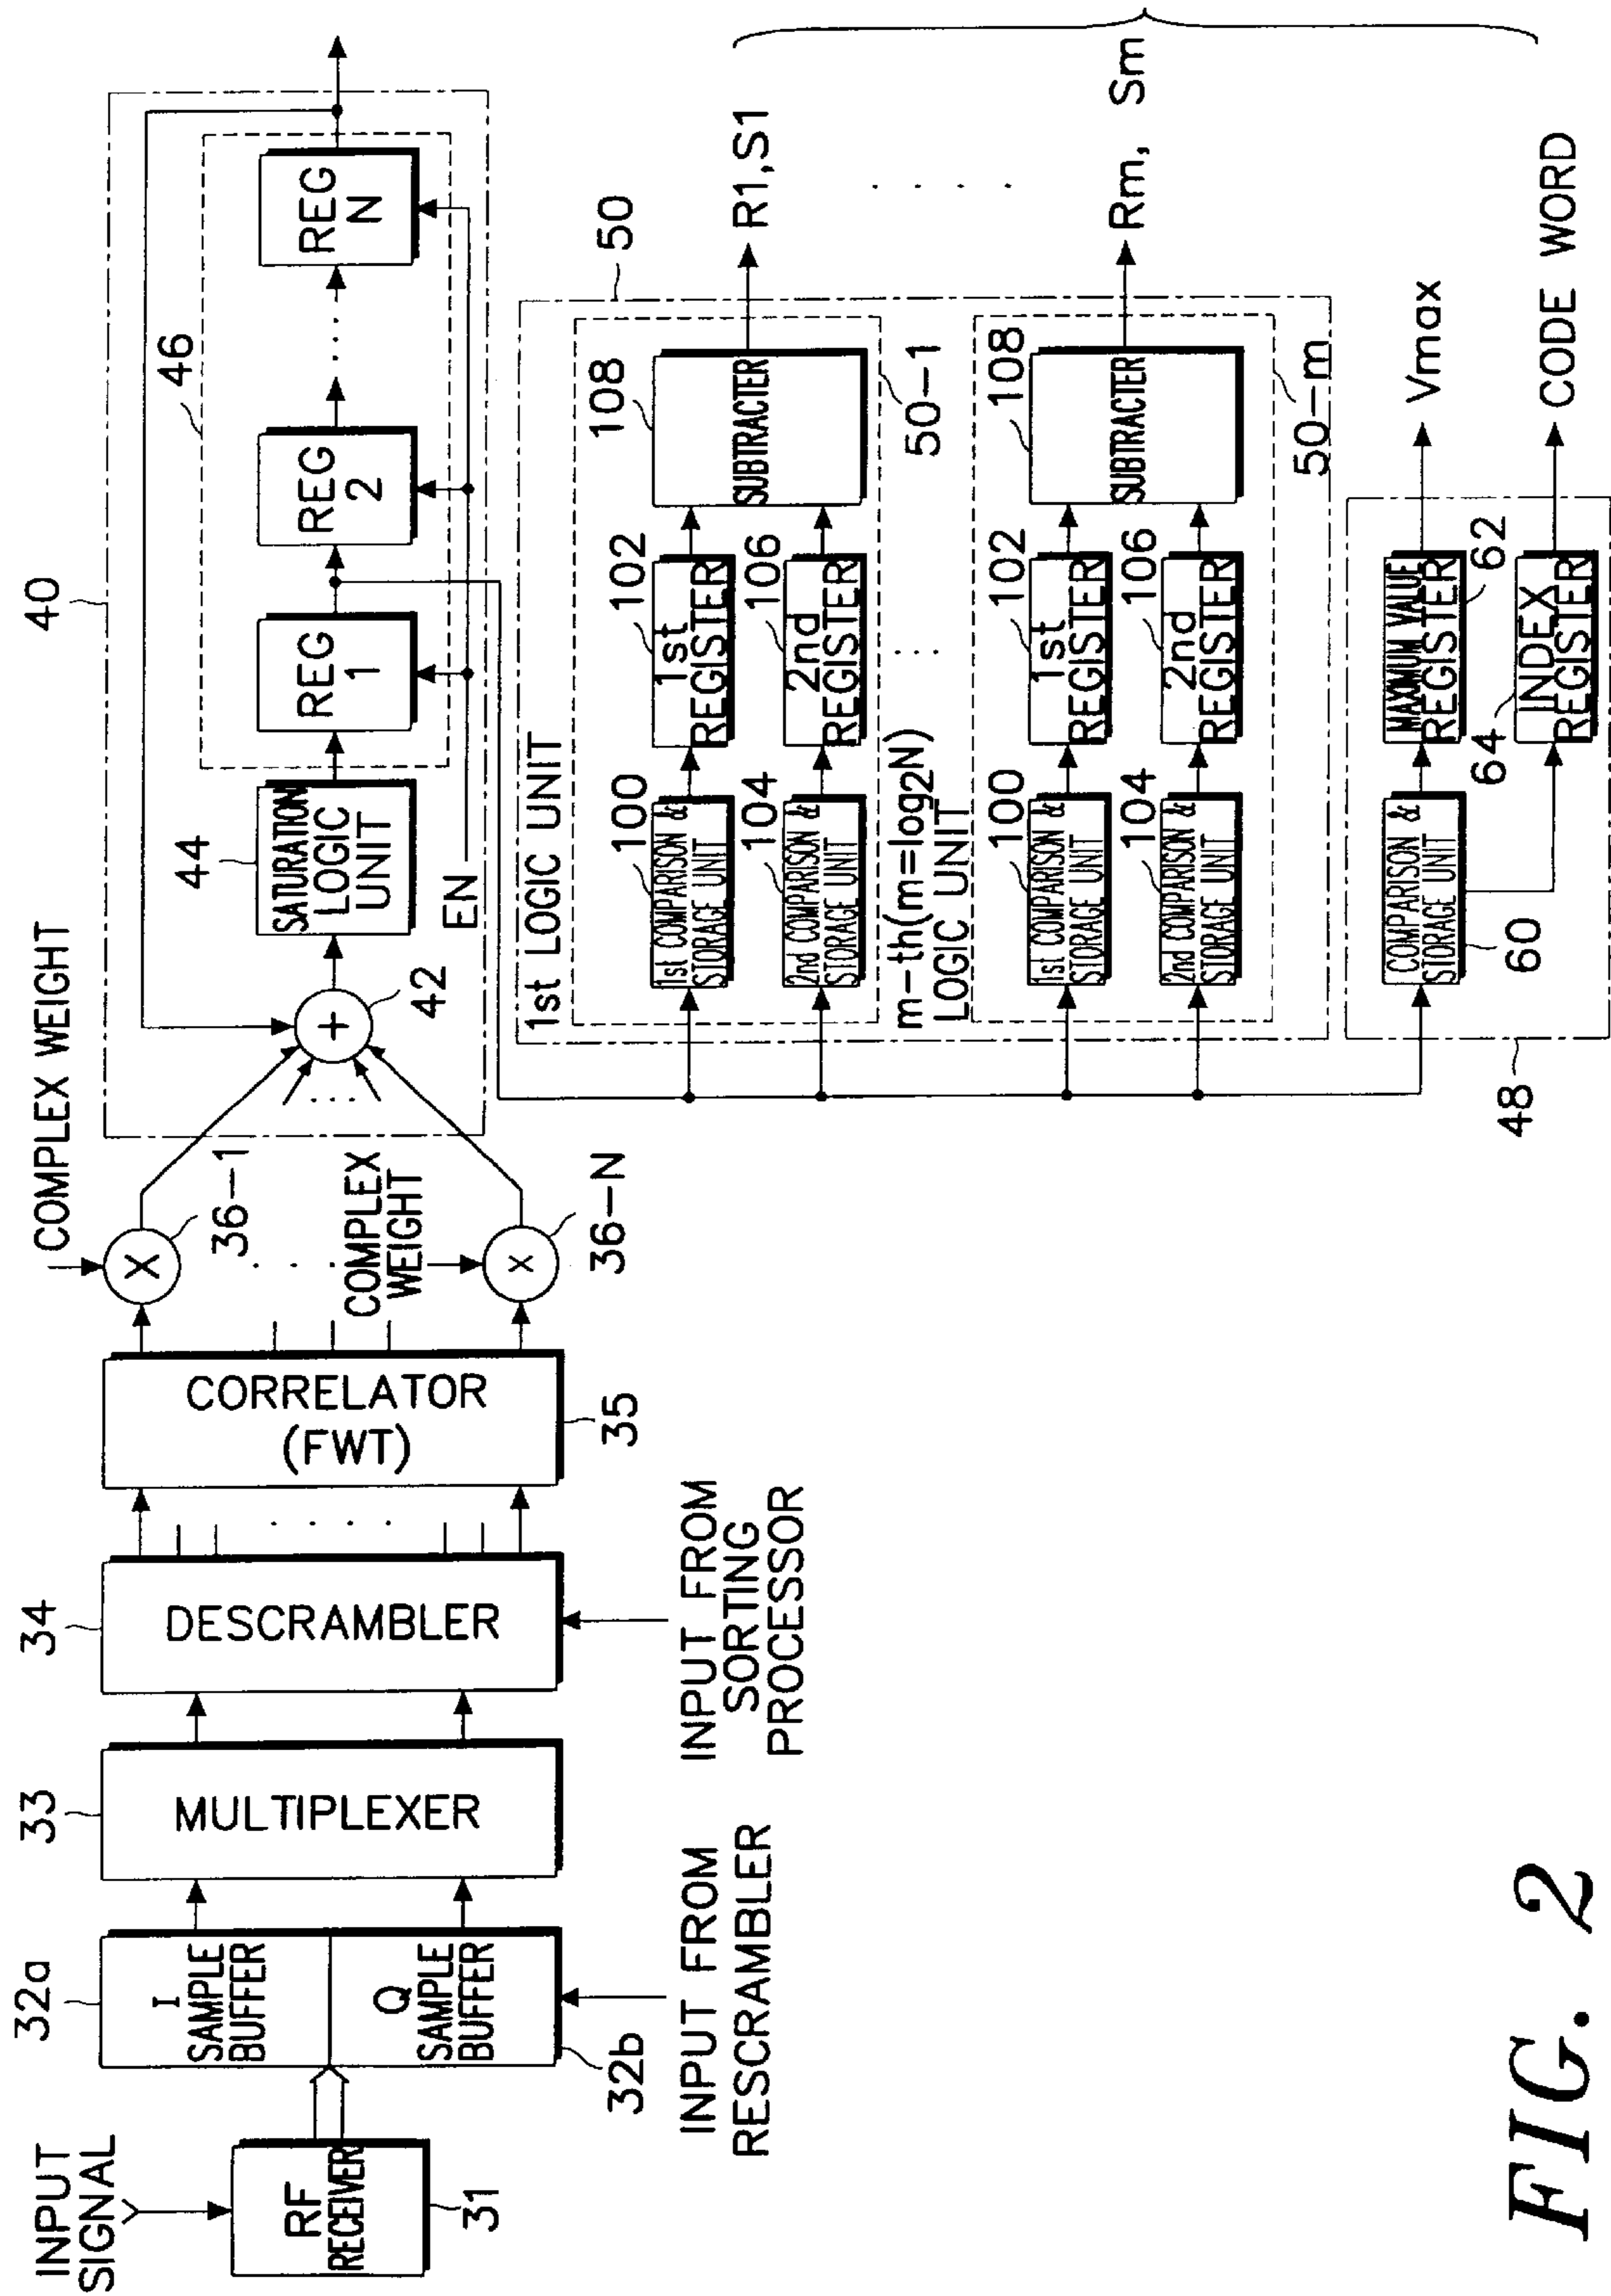 INPUT
SIGNAL
RF
RECEIVER
31
32a
I
SAMPLE
BUFFER
Q
SAMPLE
BUFFER
32b
INPUT FROM
RESCRAMBLER
33
MULTIPLEXER
34
DESCRAMBLER
INPUT FROM
SORTING
PROCESSOR
CORRELATOR
(FWT)
35
COMPLEX WEIGHT
X
36-1
COMPLEX
WEIGHT
X
36-N
40
+
42
44
SATURATION
LOGIC
UNIT
EN
46
REG
1
REG
2
REG
N
50
1st LOGIC UNIT
100
1st COMPARISON &
STORAGE UNIT
102
1st
REGISTER
104
2nd COMPARISON &
STORAGE UNIT
106
2nd
REGISTER
108
SUBTRACTER
50-1
R1,S1
m-th(m=log2N)
LOGIC UNIT
100
1st COMPARISON &
STORAGE UNIT
102
1st
REGISTER
104
2nd COMPARISON &
STORAGE UNIT
106
2nd
REGISTER
108
SUBTRACTER
50-m
Rm, Sm
48
COMPARISON &
STORAGE UNIT
60
MAXIMUM VALUE
REGISTER
62
64
INDEX
REGISTER
Vmax
CODE WORD
FIG. 2